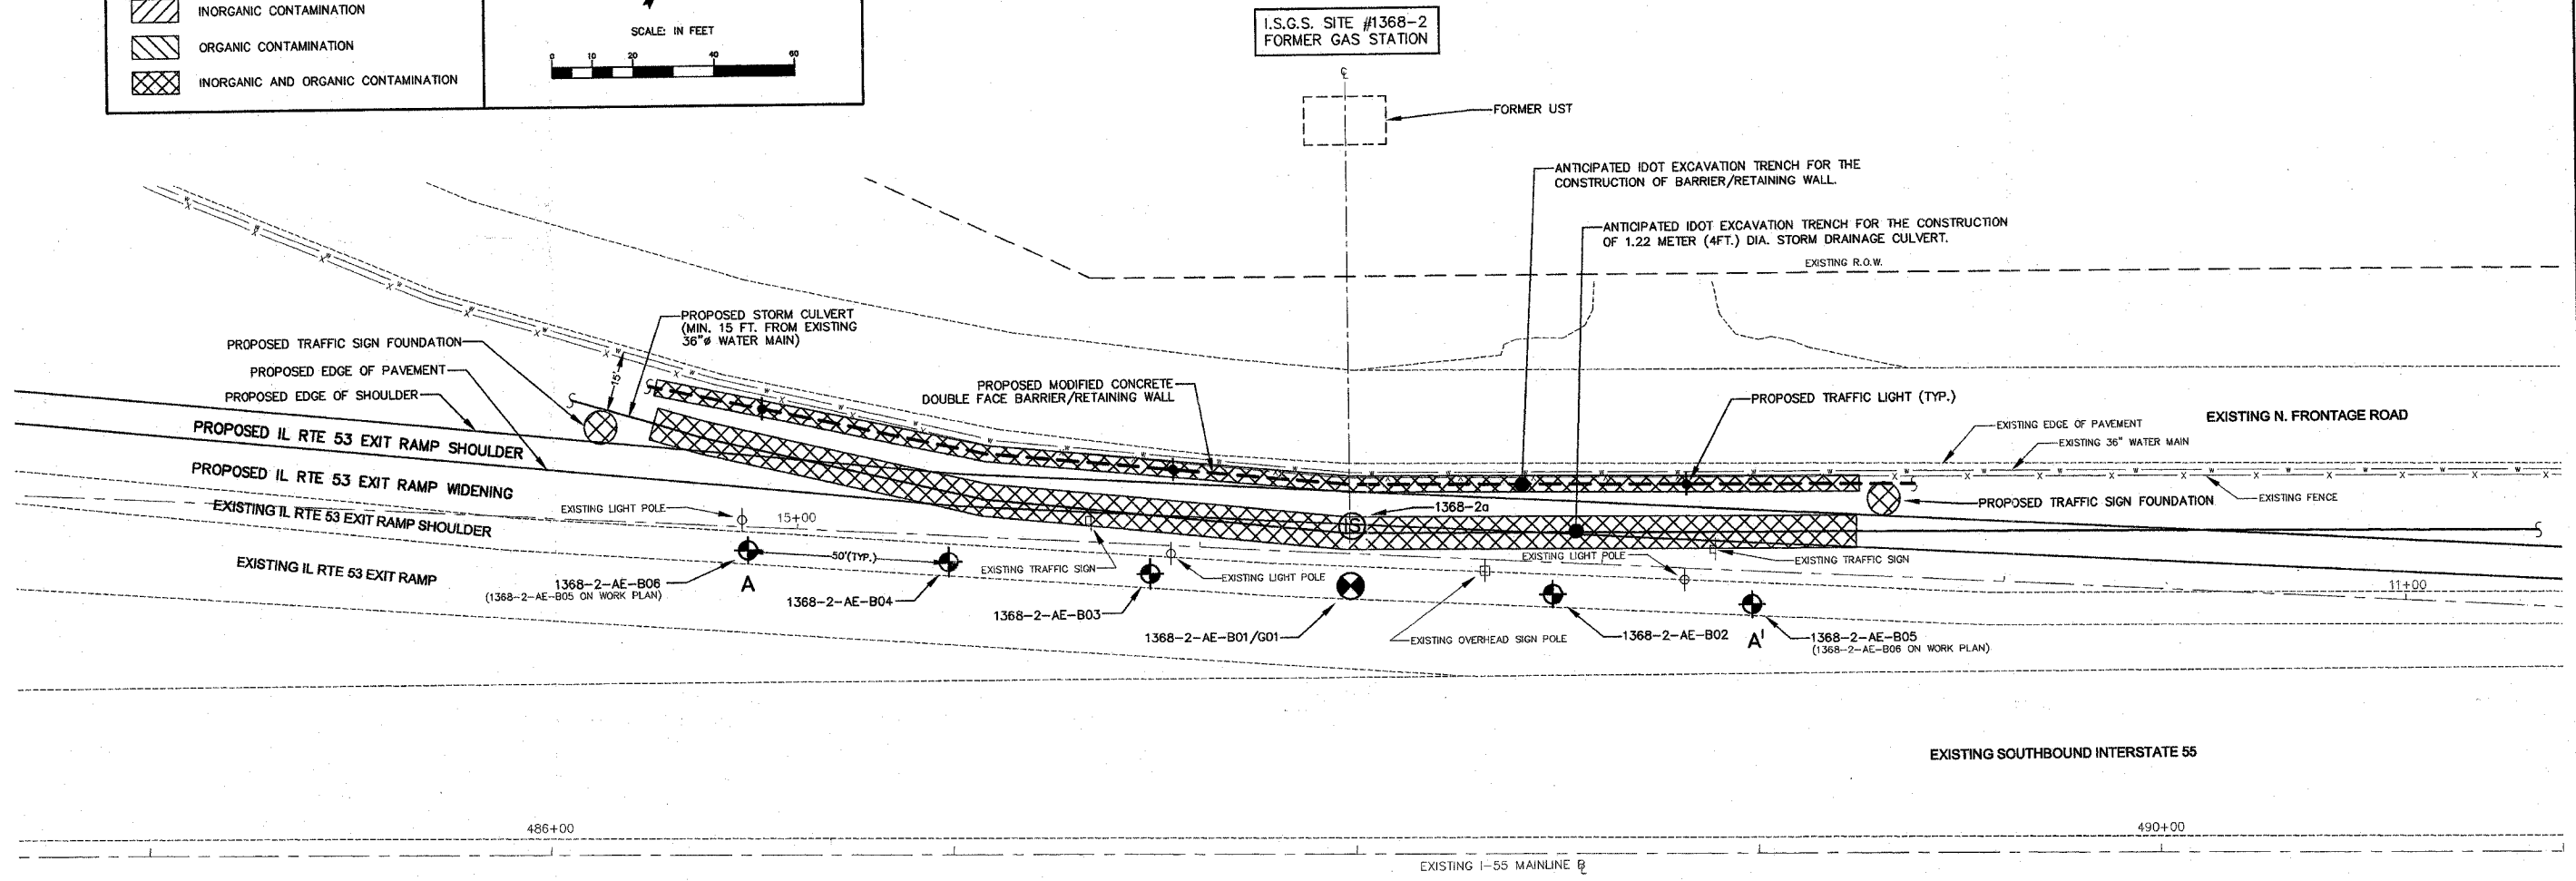 INORGANIC CONTAMINATION
ORGANIC CONTAMINATION
INORGANIC AND ORGANIC CONTAMINATION
SCALE: IN FEET
0 10 20 40 60
I.S.G.S. SITE #1368-2
FORMER GAS STATION
℄
FORMER UST
ANTICIPATED IDOT EXCAVATION TRENCH FOR THE
CONSTRUCTION OF BARRIER/RETAINING WALL.
ANTICIPATED IDOT EXCAVATION TRENCH FOR THE CONSTRUCTION
OF 1.22 METER (4FT.) DIA. STORM DRAINAGE CULVERT.
EXISTING R.O.W.
PROPOSED STORM CULVERT
(MIN. 15 FT. FROM EXISTING
36"ø WATER MAIN)
15'
PROPOSED TRAFFIC SIGN FOUNDATION
PROPOSED EDGE OF PAVEMENT
PROPOSED EDGE OF SHOULDER
PROPOSED MODIFIED CONCRETE
DOUBLE FACE BARRIER/RETAINING WALL
PROPOSED TRAFFIC LIGHT (TYP.)
EXISTING N. FRONTAGE ROAD
EXISTING EDGE OF PAVEMENT
EXISTING 36" WATER MAIN
EXISTING FENCE
PROPOSED TRAFFIC SIGN FOUNDATION
PROPOSED IL RTE 53 EXIT RAMP SHOULDER
PROPOSED IL RTE 53 EXIT RAMP WIDENING
EXISTING IL RTE 53 EXIT RAMP SHOULDER
EXISTING IL RTE 53 EXIT RAMP
EXISTING LIGHT POLE
15+00
1368-2a
IS
50'(TYP.)
EXISTING TRAFFIC SIGN
EXISTING LIGHT POLE
EXISTING LIGHT POLE
EXISTING TRAFFIC SIGN
11+00
1368-2-AE-B06
(1368-2-AE-B05 ON WORK PLAN)
A
1368-2-AE-B04
1368-2-AE-B03
1368-2-AE-B01/G01
EXISTING OVERHEAD SIGN POLE
1368-2-AE-B02
A'
1368-2-AE-B05
(1368-2-AE-B06 ON WORK PLAN)
EXISTING SOUTHBOUND INTERSTATE 55
486+00
490+00
EXISTING I-55 MAINLINE ℄